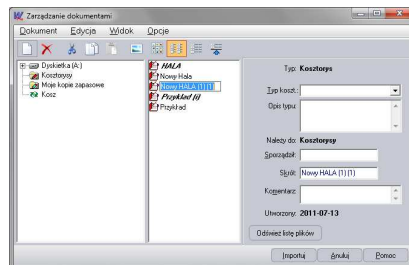 Zarządzanie dokumentami
Dokument Edycja Widok Opcje
Dyskietka (A:)
Kosztorysy
Moje kopie zapasowe
Kosz
HALA
Nowy Hala
Nowy HALA (1) (1)
Przykład (i)
Przykład
Typ: Kosztorys
Typ koszt.:
Opis typu:
Należy do: Kosztorysy
Sporządził:
Skrót: Nowy HALA (1) (1)
Komentarz:
Utworzony: 2011-07-13
Odśwież listę plików
Importuj Anuluj Pomoc